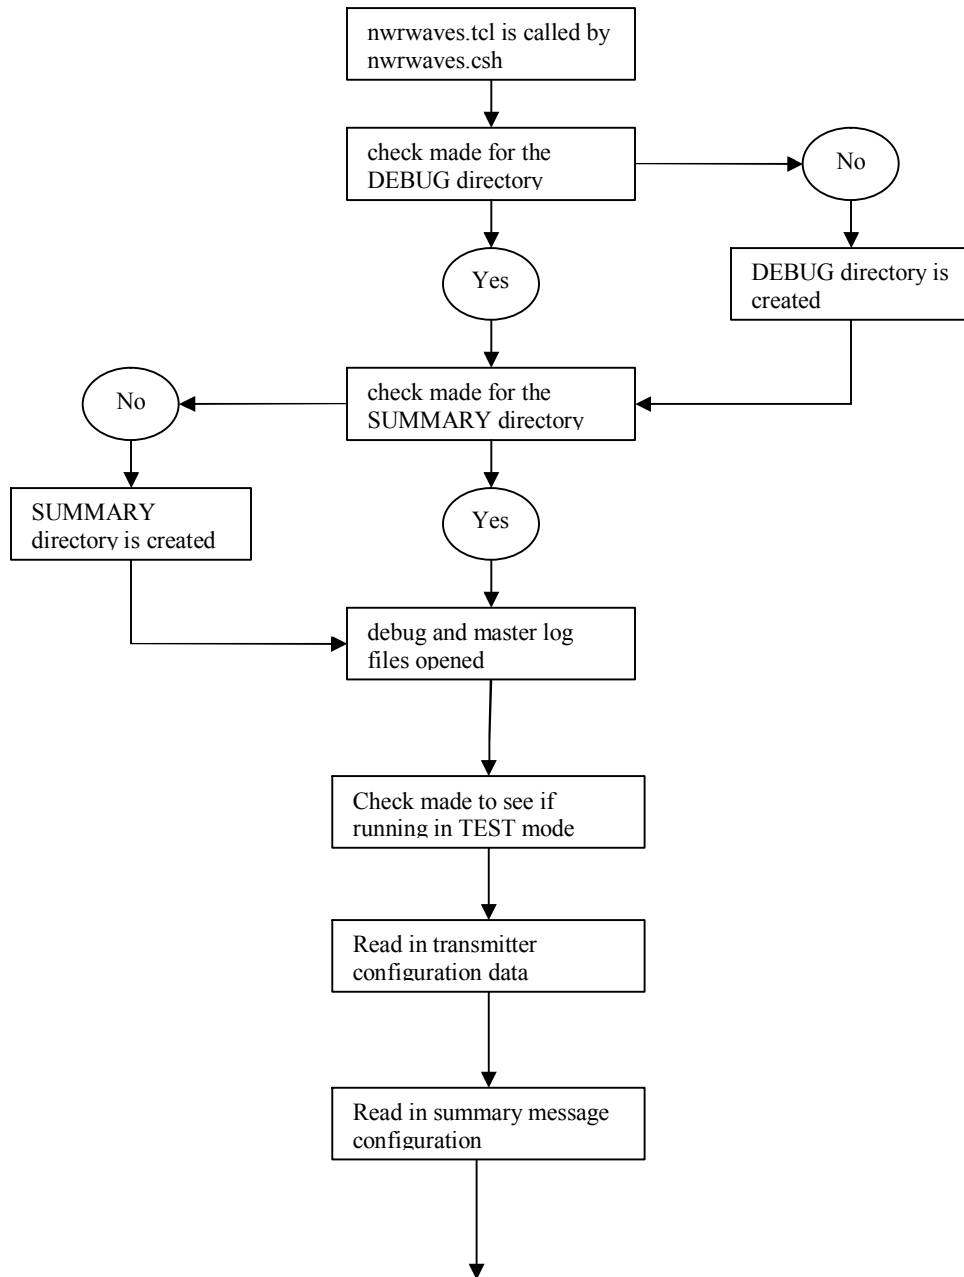 nwrwaves.tcl is called by
nwrwaves.csh
check made for the
DEBUG directory
No
Yes
DEBUG directory is
created
No
check made for the
SUMMARY directory
SUMMARY
directory is created
Yes
debug and master log
files opened
Check made to see if
running in TEST mode
Read in transmitter
configuration data
Read in summary message
configuration